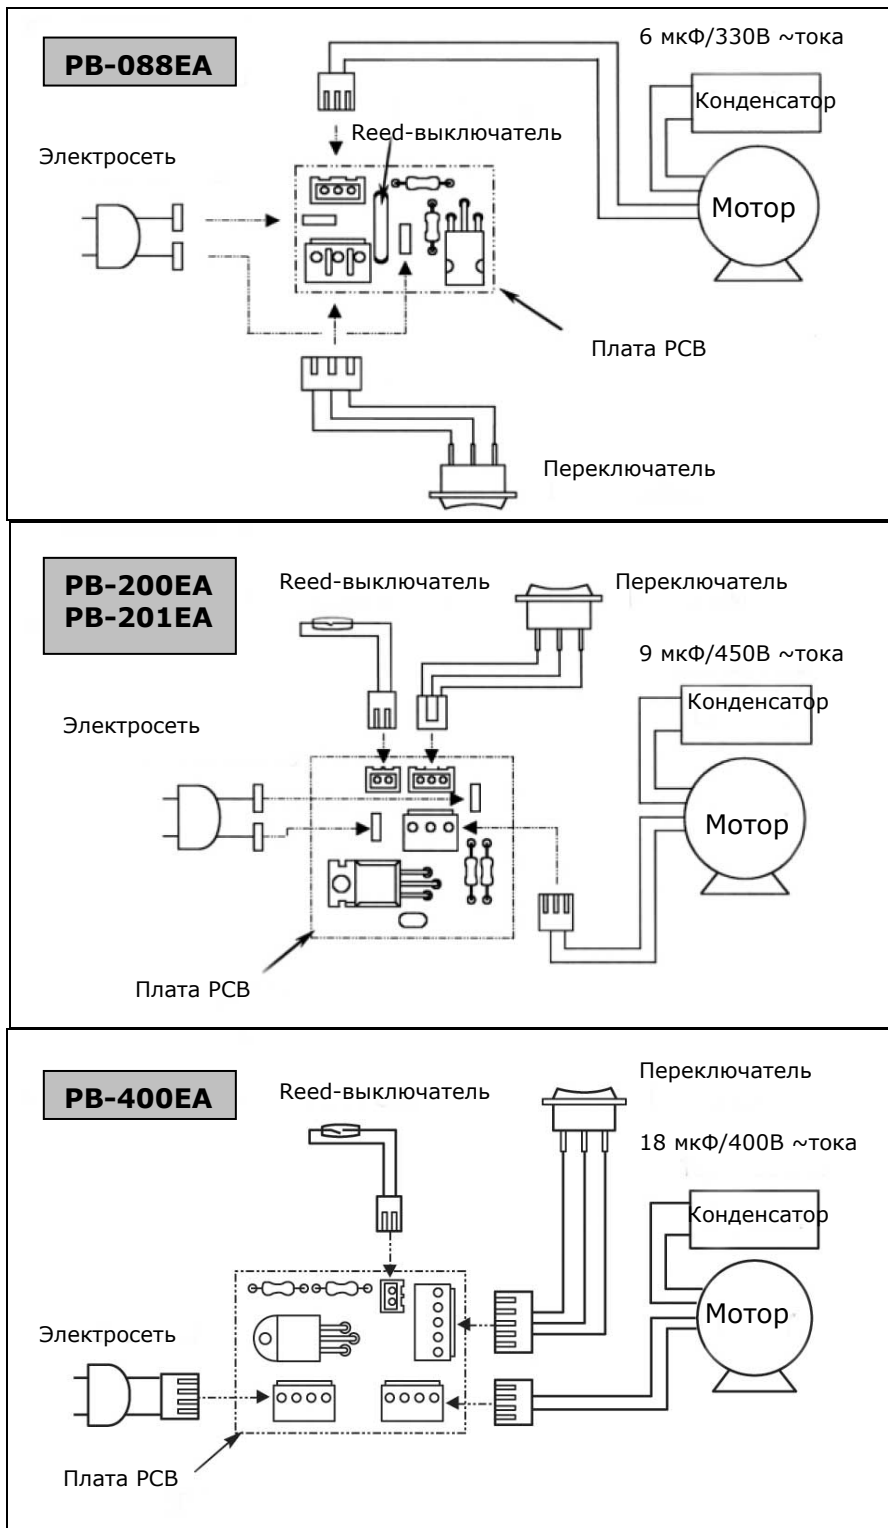 PB-088EA
6 мкФ/330В ~тока
Конденсатор
Reed-выключатель
Электросеть
Мотор
Плата PCB
Переключатель
PB-200EA
PB-201EA
Reed-выключатель
Переключатель
9 мкФ/450В ~тока
Конденсатор
Электросеть
Мотор
Плата PCB
PB-400EA
Reed-выключатель
Переключатель
18 мкФ/400В ~тока
Конденсатор
Мотор
Электросеть
Плата PCB